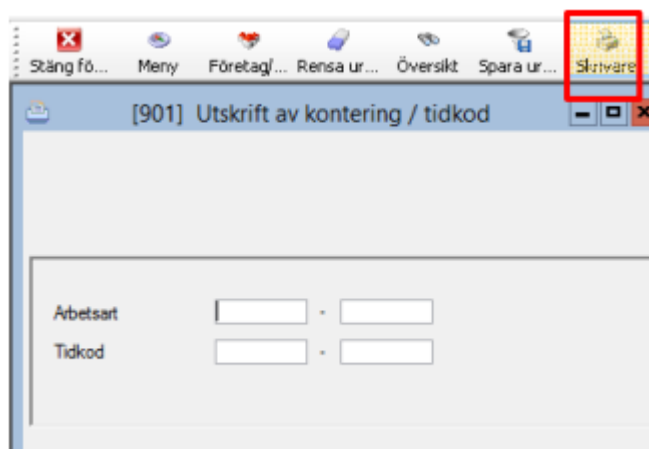 Stäng fö... Meny Företag/... Rensa ur... Översikt Spara ur... Skrivare
[901] Utskrift av kontering / tidkod
Arbetsart -
Tidkod -